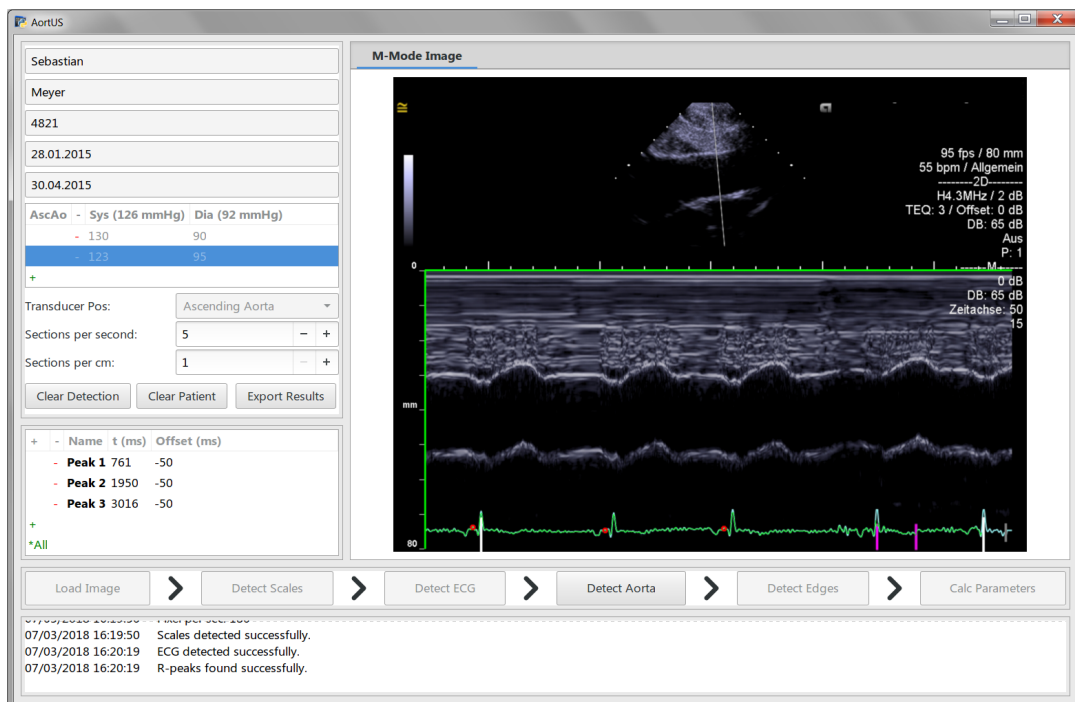 AortUS
Sebastian
Meyer
4821
28.01.2015
30.04.2015
AscAo - Sys (126 mmHg) Dia (92 mmHg)
- 130 90
- 123 95
+
Transducer Pos: Ascending Aorta
Sections per second: 5 - +
Sections per cm: 1 - +
Clear Detection Clear Patient Export Results
+ - Name t (ms) Offset (ms)
- Peak 1 761 -50
- Peak 2 1950 -50
- Peak 3 3016 -50
+
*All
M-Mode Image
95 fps / 80 mm
55 bpm / Allgemein
--------2D--------
H4.3MHz / 2 dB
TEQ: 3 / Offset: 0 dB
DB: 65 dB
Aus
P: 1
M
0 dB
DB: 65 dB
Zeitachse: 50
15
0
mm
80
Load Image Detect Scales Detect ECG Detect Aorta Detect Edges Calc Parameters
07/03/2018 16:19:50 Scales detected successfully.
07/03/2018 16:20:19 ECG detected successfully.
07/03/2018 16:20:19 R-peaks found successfully.